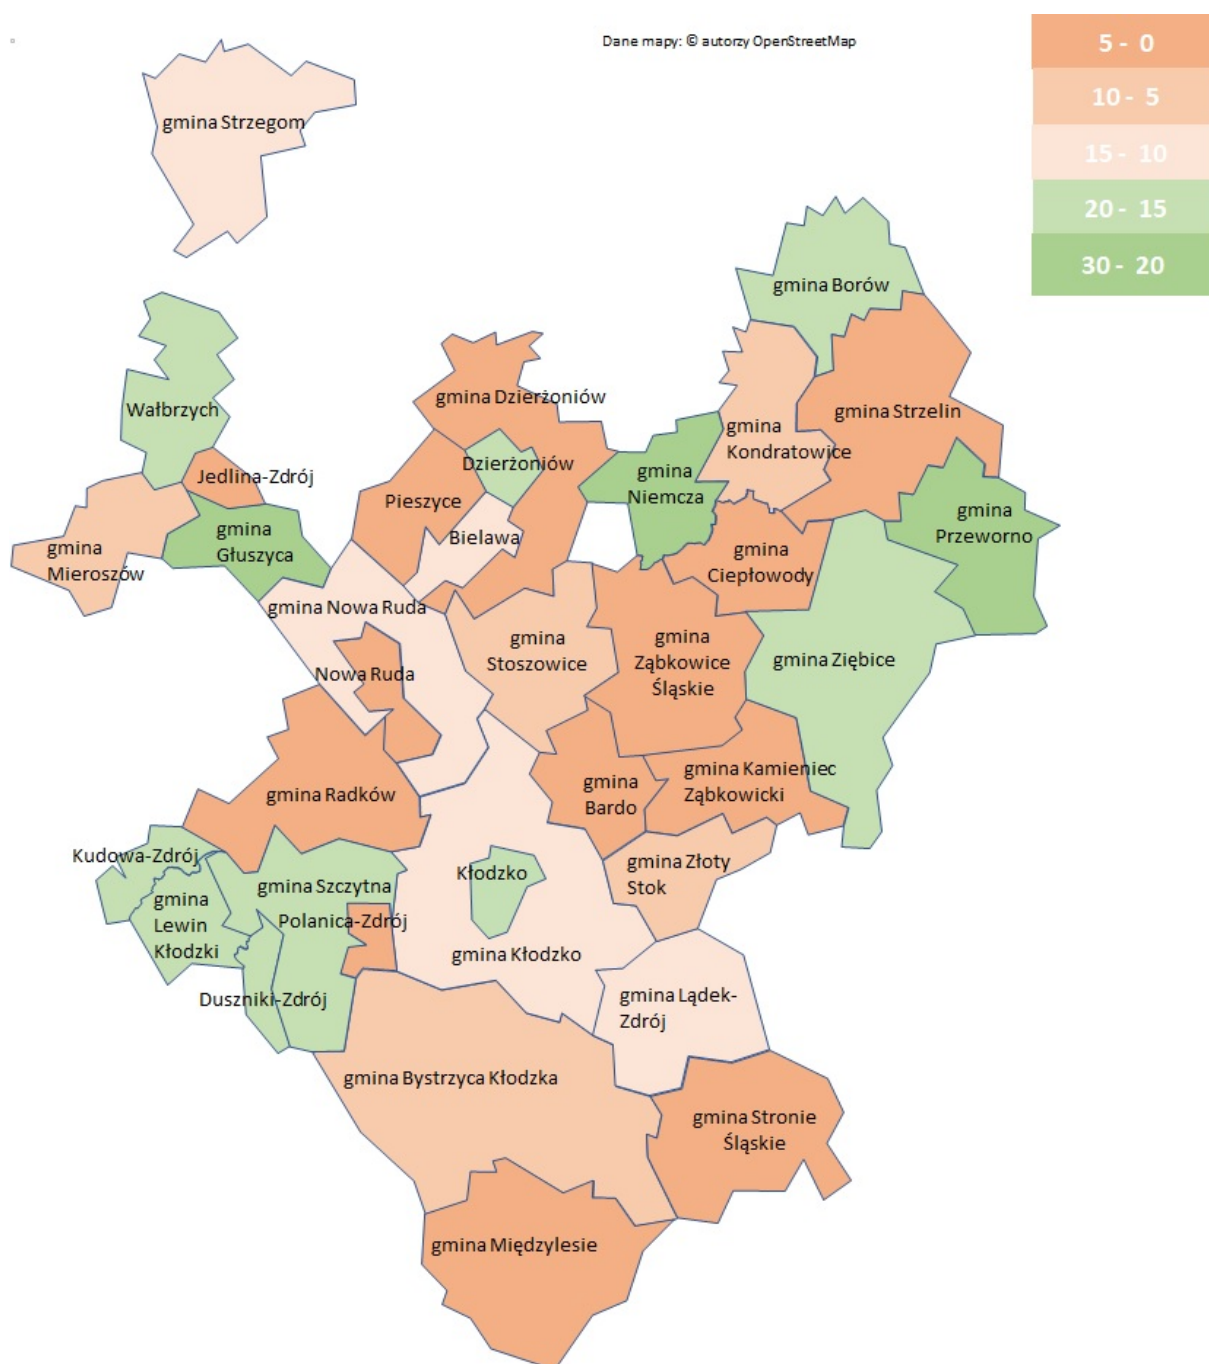 Dane mapy: © autorzy OpenStreetMap
5 - 0
10 - 5
15 - 10
20 - 15
30 - 20
gmina Strzegom
gmina Borów
Wałbrzych
gmina Dzierżoniów
gmina Strzelin
gmina
Kondratowice
Jedlina-Zdrój
Dzierżoniów
Pieszyce
gmina
Niemcza
gmina
Głuszyca
Bielawa
gmina
Przeworno
gmina
Mieroszów
gmina
Ciepłowody
gmina Nowa Ruda
gmina
Stoszowice
gmina
Ząbkowice
Śląskie
gmina Ziębice
Nowa Ruda
gmina Radków
gmina
Bardo
gmina Kamieniec
Ząbkowicki
Kudowa-Zdrój
gmina Szczytna
Kłodzko
gmina Złoty
Stok
gmina
Lewin
Kłodzki
Polanica-Zdrój
gmina Kłodzko
Duszniki-Zdrój
gmina Lądek-
Zdrój
gmina Bystrzyca Kłodzka
gmina Stronie
Śląskie
gmina Międzylesie